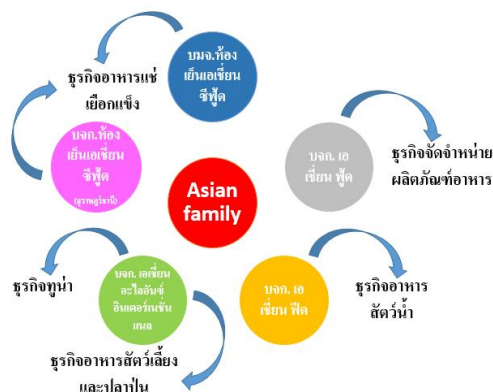 บมจ.ห้อง
เย็นเอเชี่ยน
ซีฟู้ด
ธุรกิจอาหารแช่
เยือกแข็ง
บจก.ห้อง
เย็นเอเชี่ยน
ซีฟู้ด
(สุราษฎร์ธานี)
Asian
family
บจก. เอ
เชี่ยน ฟู้ด
ธุรกิจจัดจำหน่าย
ผลิตภัณฑ์อาหาร
บจก. เอเชี่ยน
อะไลอันซ์
อินเตอร์เนชั่น
แนล
ธุรกิจทูน่า
ธุรกิจอาหารสัตว์เลี้ยง
และปลาป่น
บจก. เอ
เชี่ยน ฟีด
ธุรกิจอาหาร
สัตว์น้ำ